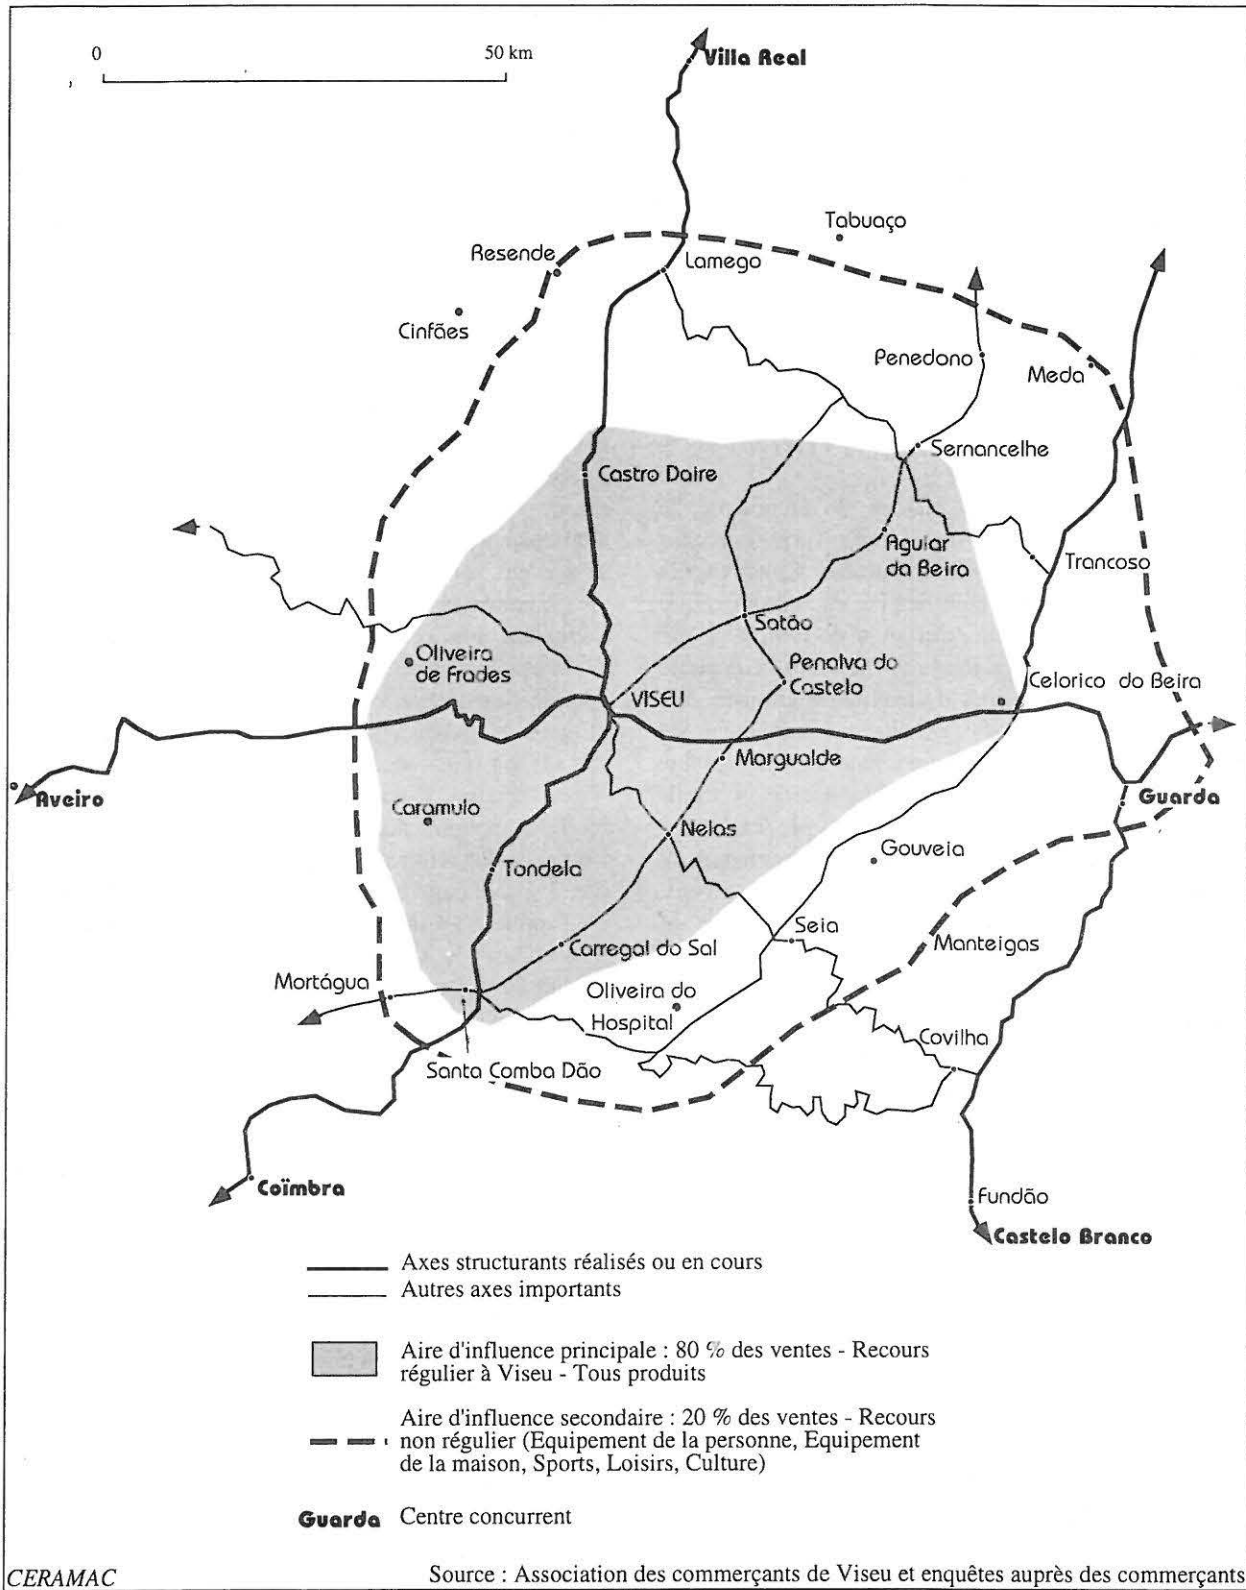 0
50 km
Villa Real
Tabuaço
Resende
Lamego
Cinfães
Penedono
Meda
Sernancelhe
Castro Daire
Aguiar
da Beira
Trancoso
Satão
Oliveira
de Frades
Penalva do
Castelo
VISEU
Celorico do Beira
Margualde
Aveiro
Guarda
Caramulo
Nelas
Gouveia
Tondela
Seia
Carregal do Sal
Manteigas
Mortágua
Oliveira do
Hospital
Covilha
Santa Comba Dão
Coïmbra
Fundão
Castelo Branco
Axes structurants réalisés ou en cours
Autres axes importants
Aire d'influence principale : 80 % des ventes - Recours
régulier à Viseu - Tous produits
Aire d'influence secondaire : 20 % des ventes - Recours
non régulier (Equipement de la personne, Equipement
de la maison, Sports, Loisirs, Culture)
Guarda Centre concurrent
CERAMAC
Source : Association des commerçants de Viseu et enquêtes auprès des commerçants